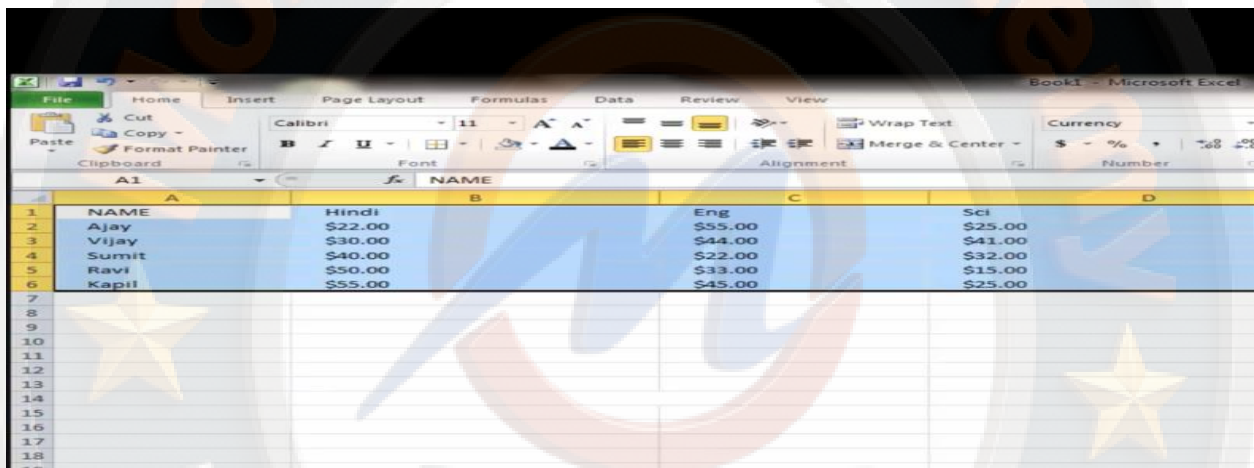 Book1 - Microsoft Excel
File Home Insert Page Layout Formulas Data Review View
Cut Calibri 11 A A Wrap Text Currency
Paste Copy
Format Painter B I U A Merge & Center $ % , .00
Clipboard Font Alignment Number
A1 fx NAME
A B C D
1 NAME Hindi Eng Sci
2 Ajay $22.00 $55.00 $25.00
3 Vijay $30.00 $44.00 $41.00
4 Sumit $40.00 $22.00 $32.00
5 Ravi $50.00 $33.00 $15.00
6 Kapil $55.00 $45.00 $25.00
7
8
9
10
11
12
13
14
15
16
17
18